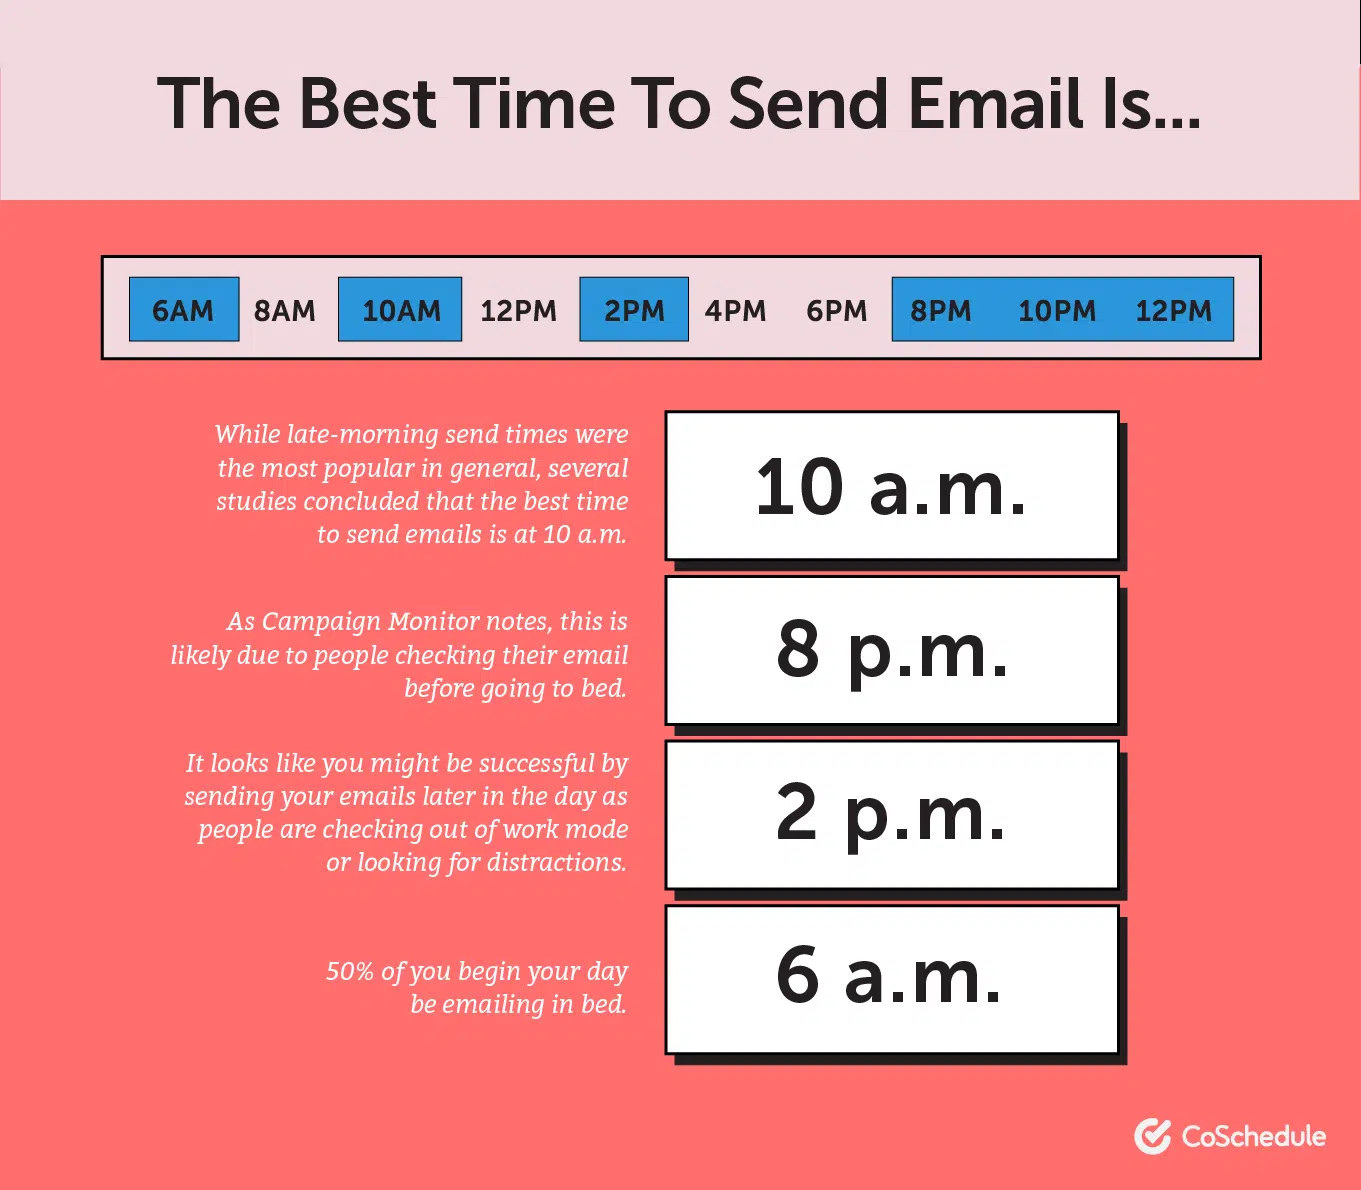 The Best Time To Send Email Is...
6AM 8AM 10AM 12PM 2PM 4PM 6PM 8PM 10PM 12PM
While late-morning send times were
the most popular in general, several
studies concluded that the best time
to send emails is at 10 a.m.
10 a.m.
As Campaign Monitor notes, this is
likely due to people checking their email
before going to bed.
8 p.m.
It looks like you might be successful by
sending your emails later in the day as
people are checking out of work mode
or looking for distractions.
2 p.m.
50% of you begin your day
be emailing in bed.
6 a.m.
CoSchedule